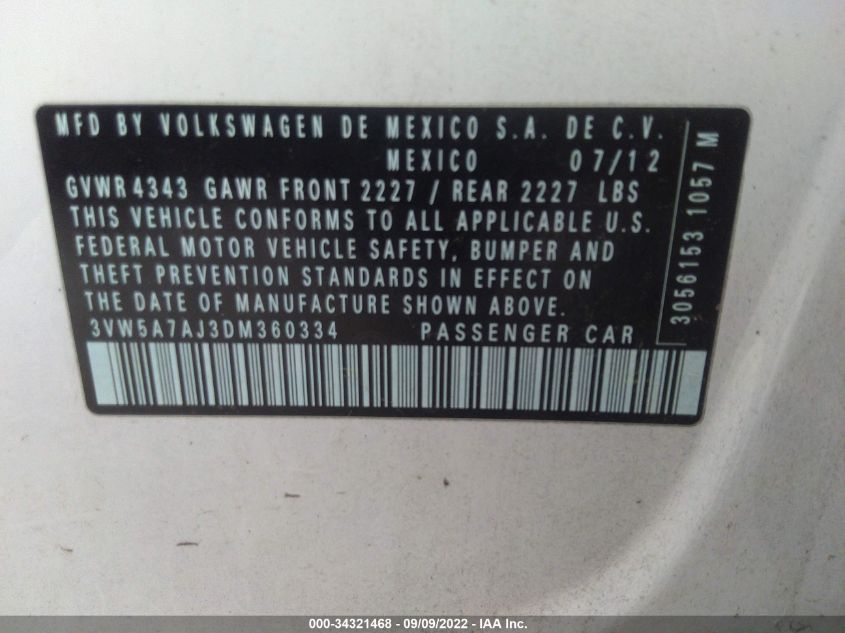 MFD BY VOLKSWAGEN DE MEXICO S.A. DE C.V.
MEXICO 07/12
GVWR 4343 GAWR FRONT 2227 / REAR 2227 LBS
THIS VEHICLE CONFORMS TO ALL APPLICABLE U.S.
FEDERAL MOTOR VEHICLE SAFETY, BUMPER AND
THEFT PREVENTION STANDARDS IN EFFECT ON
THE DATE OF MANUFACTURE SHOWN ABOVE.
3VW5A7AJ3DM360334 PASSENGER CAR
3056153 1057 M
000-34321468 - 09/09/2022 - IAA Inc.